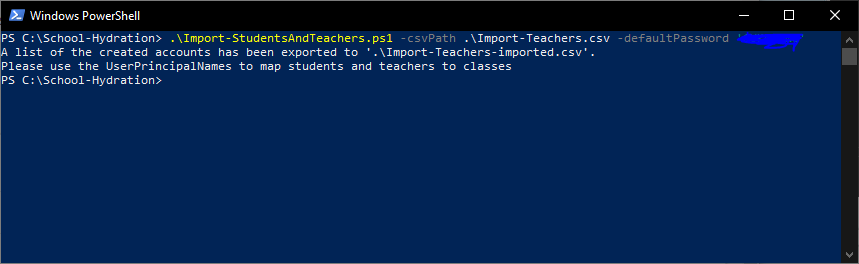 Windows PowerShell
PS C:\School-Hydration> .\Import-StudentsAndTeachers.ps1 -csvPath .\Import-Teachers.csv -defaultPassword '
A list of the created accounts has been exported to '.\Import-Teachers-imported.csv'.
Please use the UserPrincipalNames to map students and teachers to classes
PS C:\School-Hydration>